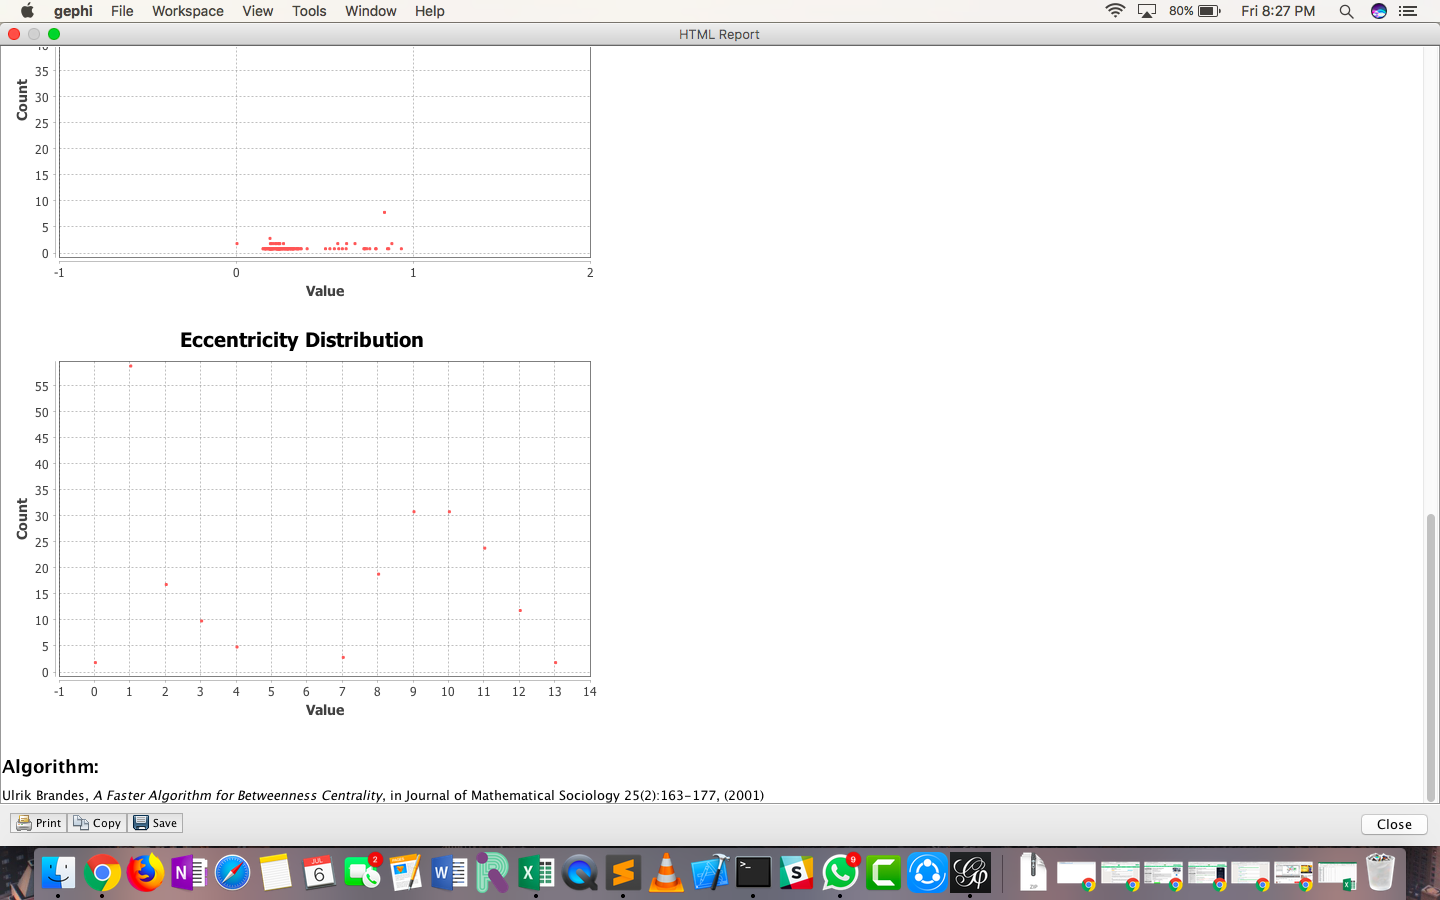 gephi File Workspace View Tools Window Help 80% Fri 8:27 PM
HTML Report
40
35
30
25
20
15
10
5
0
Count
-1 0 1 2
Value
Eccentricity Distribution
55
50
45
40
35
30
25
20
15
10
5
0
Count
-1 0 1 2 3 4 5 6 7 8 9 10 11 12 13 14
Value
Algorithm:
Ulrik Brandes, A Faster Algorithm for Betweenness Centrality, in Journal of Mathematical Sociology 25(2):163-177, (2001)
Print Copy Save Close
JUL
6
2
9
ZIP